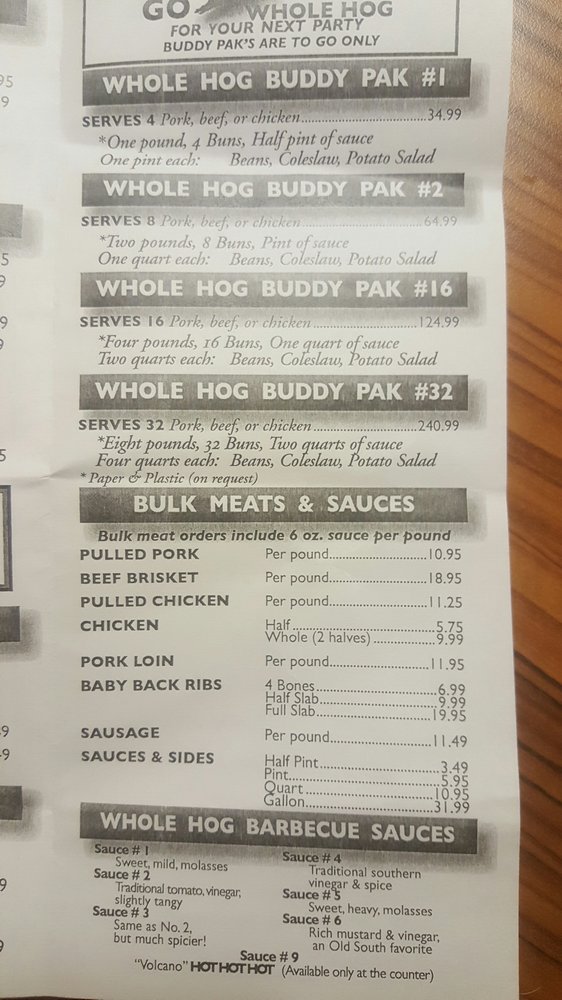 GO WHOLE HOG
FOR YOUR NEXT PARTY
BUDDY PAK'S ARE TO GO ONLY
WHOLE HOG BUDDY PAK #1
SERVES 4 Pork, beef, or chicken..............................34.99
*One pound, 4 Buns, Half pint of sauce
One pint each: Beans, Coleslaw, Potato Salad
WHOLE HOG BUDDY PAK #2
SERVES 8 Pork, beef, or chicken..............................64.99
*Two pounds, 8 Buns, Pint of sauce
One quart each: Beans, Coleslaw, Potato Salad
WHOLE HOG BUDDY PAK #16
SERVES 16 Pork, beef, or chicken..........................124.99
*Four pounds, 16 Buns, One quart of sauce
Two quarts each: Beans, Coleslaw, Potato Salad
WHOLE HOG BUDDY PAK #32
SERVES 32 Pork, beef, or chicken..........................240.99
*Eight pounds, 32 Buns, Two quarts of sauce
Four quarts each: Beans, Coleslaw, Potato Salad
* Paper & Plastic (on request)
BULK MEATS & SAUCES
Bulk meat orders include 6 oz. sauce per pound
PULLED PORK Per pound....................10.95
BEEF BRISKET Per pound....................18.95
PULLED CHICKEN Per pound....................11.25
CHICKEN Half.............................5.75
Whole (2 halves).............9.99
PORK LOIN Per pound....................11.95
BABY BACK RIBS 4 Bones........................6.99
Half Slab.......................9.99
Full Slab......................19.95
SAUSAGE Per pound....................11.49
SAUCES & SIDES Half Pint.......................3.49
Pint..............................5.95
Quart..........................10.95
Gallon.........................31.99
WHOLE HOG BARBECUE SAUCES
Sauce # 1
Sweet, mild, molasses
Sauce # 2
Traditional tomato, vinegar,
slightly tangy
Sauce # 3
Same as No. 2,
but much spicier!
Sauce # 4
Traditional southern
vinegar & spice
Sauce # 5
Sweet, heavy, molasses
Sauce # 6
Rich mustard & vinegar,
an Old South favorite
Sauce # 9
"Volcano" HOT HOT HOT (Available only at the counter)